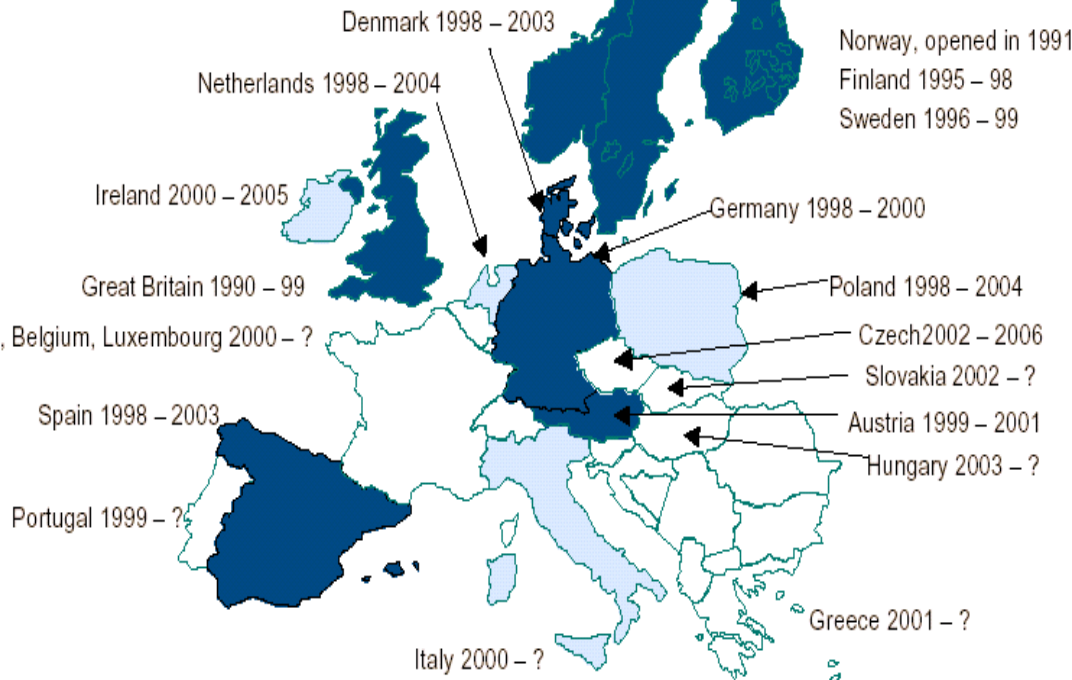 Denmark 1998 – 2003
Norway, opened in 1991
Finland 1995 – 98
Sweden 1996 – 99
Netherlands 1998 – 2004
Ireland 2000 – 2005
Germany 1998 – 2000
Great Britain 1990 – 99
Poland 1998 – 2004
, Belgium, Luxembourg 2000 – ?
Czech2002 – 2006
Slovakia 2002 – ?
Spain 1998 – 2003
Austria 1999 – 2001
Hungary 2003 – ?
Portugal 1999 – ?
Greece 2001 – ?
Italy 2000 – ?